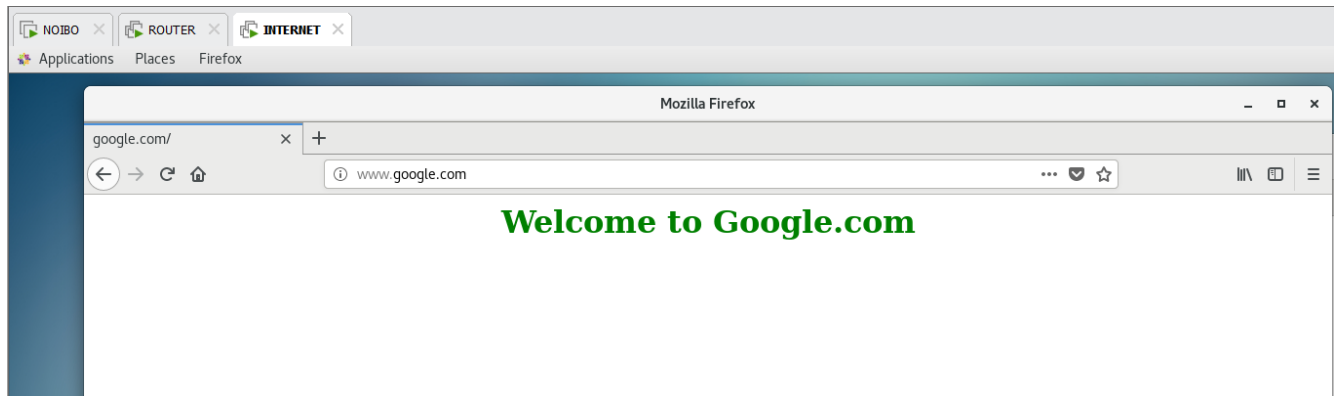 NOIBO ROUTER INTERNET
Applications Places Firefox
Mozilla Firefox
google.com/
www.google.com
Welcome to Google.com